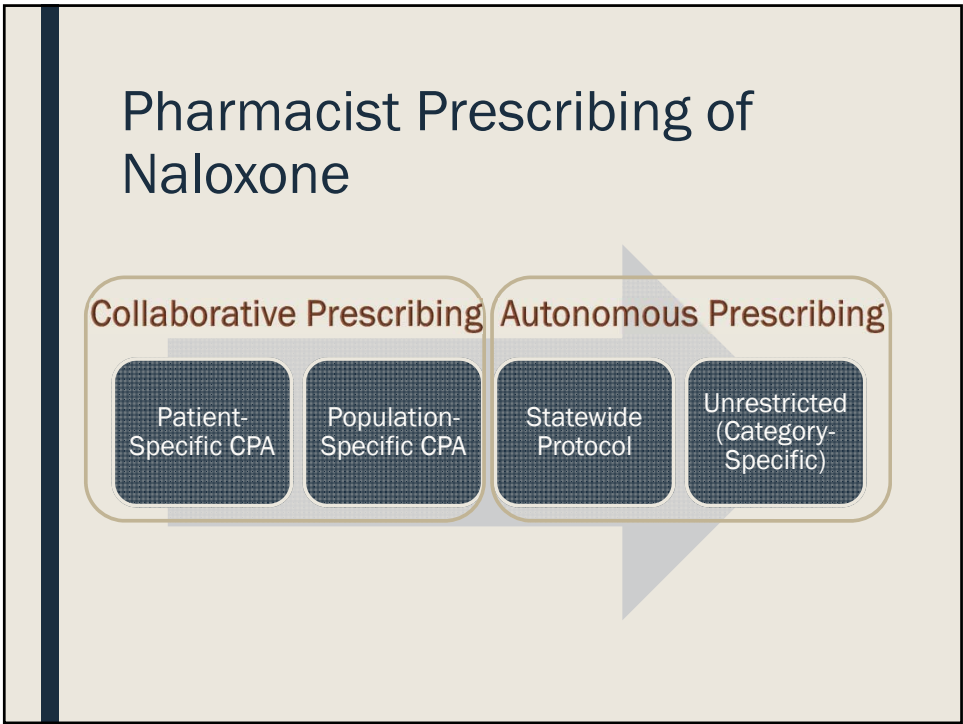 Pharmacist Prescribing of
Naloxone
Collaborative Prescribing
Autonomous Prescribing
Patient-
Specific CPA
Population-
Specific CPA
Statewide
Protocol
Unrestricted
(Category-
Specific)